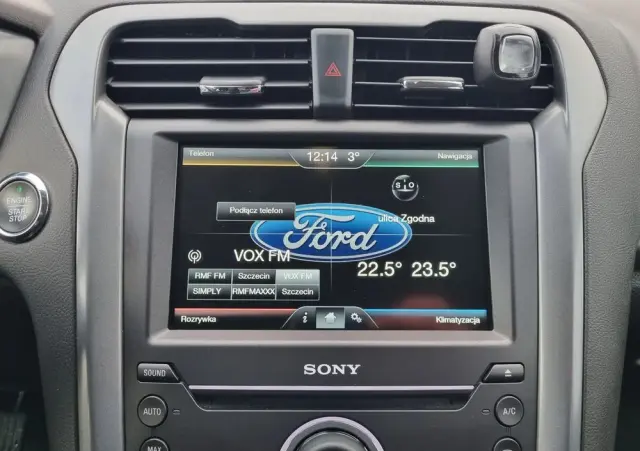 Telefon
12:14 3°
Nawigacja
ENGINE
START
STOP
Podłącz telefon
S O
ulica Zgodna
Ford
VOX FM
22.5° 23.5°
RMF FM Szczecin VOX FM
SIMPLY RMFMAXXX Szczecin
Rozrywka
i
Klimatyzacja
SONY
SOUND
AUTO
A/C
MAX